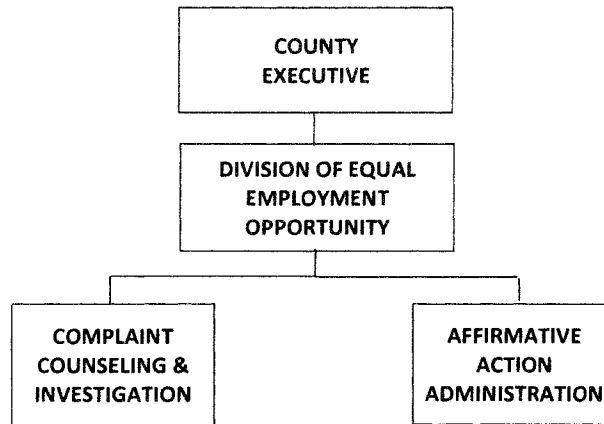 COUNTY
EXECUTIVE
DIVISION OF EQUAL
EMPLOYMENT
OPPORTUNITY
COMPLAINT
COUNSELING &
INVESTIGATION
AFFIRMATIVE
ACTION
ADMINISTRATION